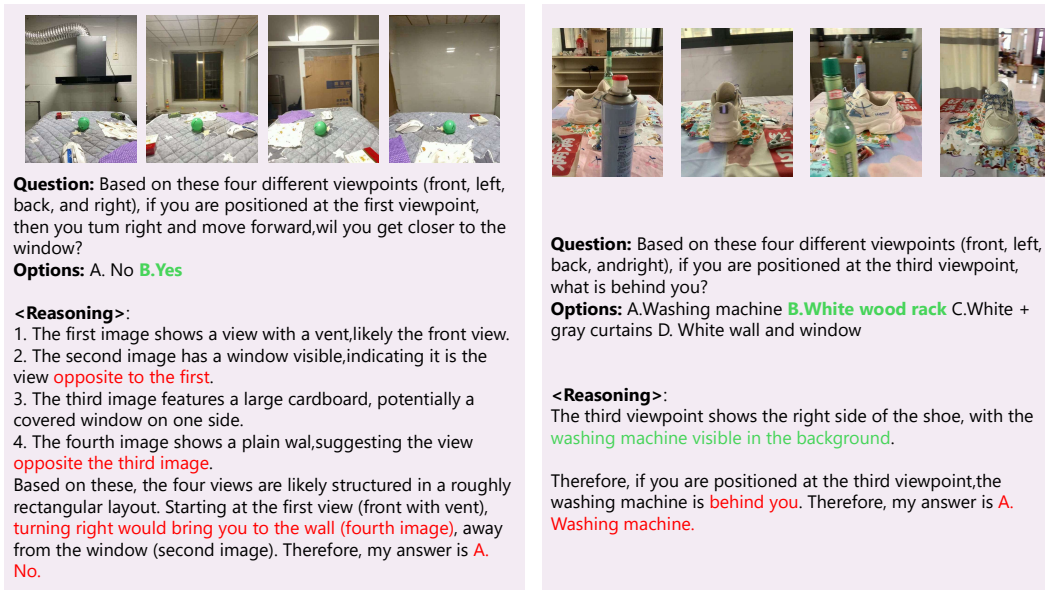 Question: Based on these four different viewpoints (front, left,
back, and right), if you are positioned at the first viewpoint,
then you tum right and move forward,wil you get closer to the
window?
Options: A. No B.Yes
<Reasoning>:
1. The first image shows a view with a vent,likely the front view.
2. The second image has a window visible,indicating it is the
view opposite to the first.
3. The third image features a large cardboard, potentially a
covered window on one side.
4. The fourth image shows a plain wal,suggesting the view
opposite the third image.
Based on these, the four views are likely structured in a roughly
rectangular layout. Starting at the first view (front with vent),
turning right would bring you to the wall (fourth image), away
from the window (second image). Therefore, my answer is A.
No.
Question: Based on these four different viewpoints (front, left,
back, andright), if you are positioned at the third viewpoint,
what is behind you?
Options: A.Washing machine B.White wood rack C.White +
gray curtains D. White wall and window
<Reasoning>:
The third viewpoint shows the right side of the shoe, with the
washing machine visible in the background.
Therefore, if you are positioned at the third viewpoint,the
washing machine is behind you. Therefore, my answer is A.
Washing machine.